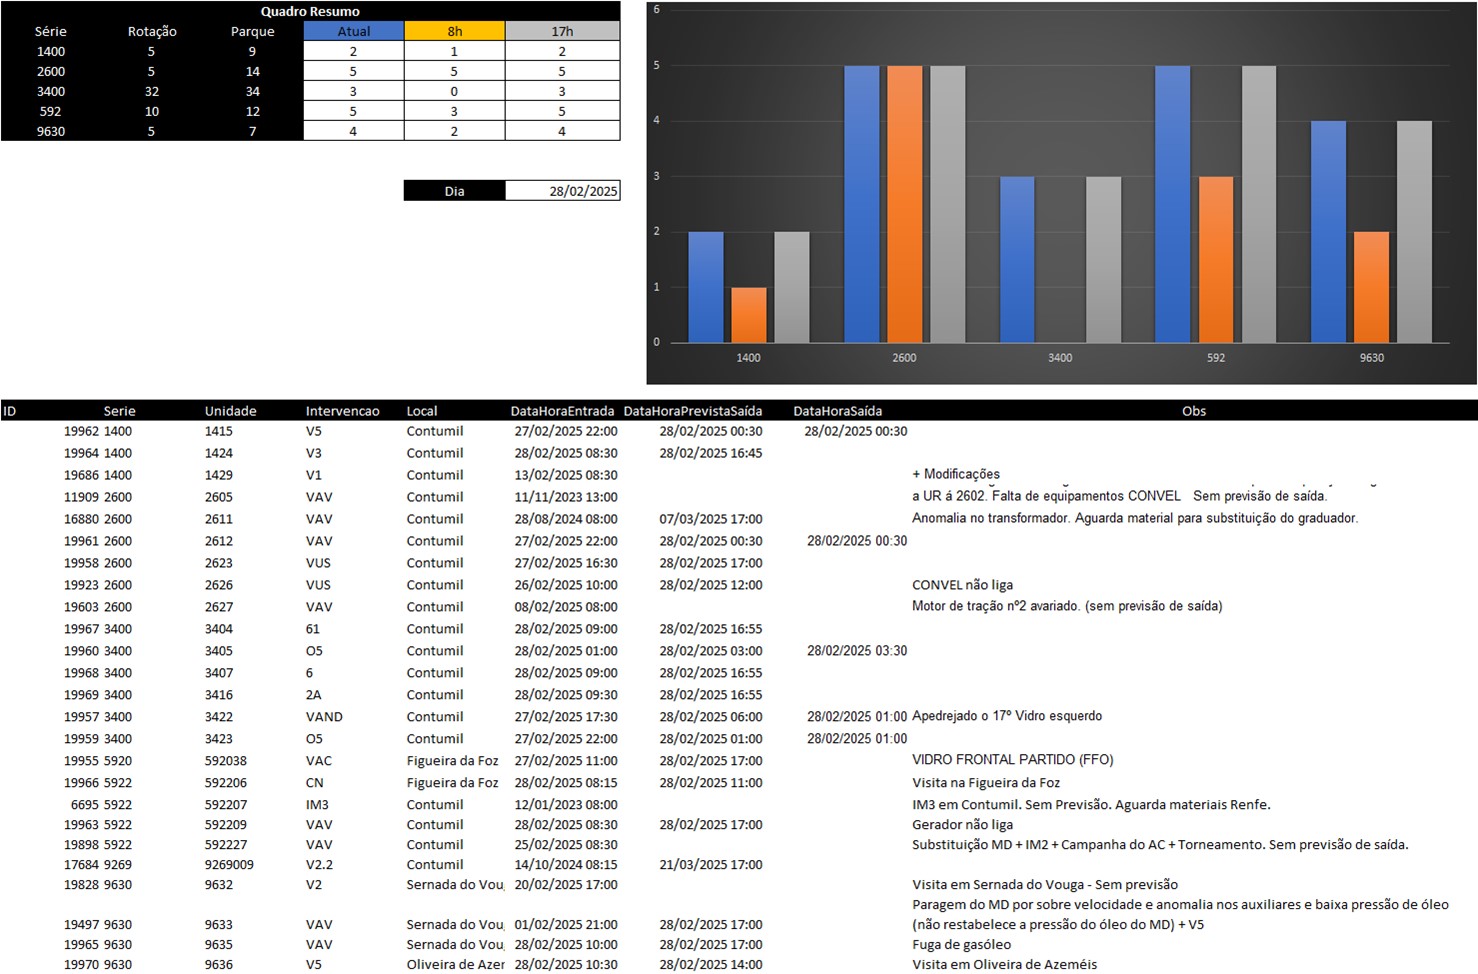 Quadro Resumo
Série Rotação Parque Atual 8h 17h
1400 5 9 2 1 2
2600 5 14 5 5 5
3400 32 34 3 0 3
592 10 12 5 3 5
9630 5 7 4 2 4
Dia 28/02/2025
6
5
4
3
2
1
0
1400 2600 3400 592 9630
ID Serie Unidade Intervencao Local DataHoraEntrada DataHoraPrevistaSaída DataHoraSaída Obs
19962 1400 1415 V5 Contumil 27/02/2025 22:00 28/02/2025 00:30 28/02/2025 00:30
19964 1400 1424 V3 Contumil 28/02/2025 08:30 28/02/2025 16:45
19686 1400 1429 V1 Contumil 13/02/2025 08:30 + Modificações
11909 2600 2605 VAV Contumil 11/11/2023 13:00 a UR á 2602. Falta de equipamentos CONVEL Sem previsão de saída.
16880 2600 2611 VAV Contumil 28/08/2024 08:00 07/03/2025 17:00 Anomalia no transformador. Aguarda material para substituição do graduador.
19961 2600 2612 VAV Contumil 27/02/2025 22:00 28/02/2025 00:30 28/02/2025 00:30
19958 2600 2623 VUS Contumil 27/02/2025 16:30 28/02/2025 17:00
19923 2600 2626 VUS Contumil 26/02/2025 10:00 28/02/2025 12:00 CONVEL não liga
19603 2600 2627 VAV Contumil 08/02/2025 08:00 Motor de tração nº2 avariado. (sem previsão de saída)
19967 3400 3404 61 Contumil 28/02/2025 09:00 28/02/2025 16:55
19960 3400 3405 O5 Contumil 28/02/2025 01:00 28/02/2025 03:00 28/02/2025 03:30
19968 3400 3407 6 Contumil 28/02/2025 09:00 28/02/2025 16:55
19969 3400 3416 2A Contumil 28/02/2025 09:30 28/02/2025 16:55
19957 3400 3422 VAND Contumil 27/02/2025 17:30 28/02/2025 06:00 28/02/2025 01:00 Apedrejado o 17º Vidro esquerdo
19959 3400 3423 O5 Contumil 27/02/2025 22:00 28/02/2025 01:00 28/02/2025 01:00
19955 5920 592038 VAC Figueira da Foz 27/02/2025 11:00 28/02/2025 17:00 VIDRO FRONTAL PARTIDO (FFO)
19966 5922 592206 CN Figueira da Foz 28/02/2025 08:15 28/02/2025 11:00 Visita na Figueira da Foz
6695 5922 592207 IM3 Contumil 12/01/2023 08:00 IM3 em Contumil. Sem Previsão. Aguarda materiais Renfe.
19963 5922 592209 VAV Contumil 28/02/2025 08:30 28/02/2025 17:00 Gerador não liga
19898 5922 592227 VAV Contumil 25/02/2025 08:30 Substituição MD + IM2 + Campanha do AC + Torneamento. Sem previsão de saída.
17684 9269 9269009 V2.2 Contumil 14/10/2024 08:15 21/03/2025 17:00
19828 9630 9632 V2 Sernada do Vou 20/02/2025 17:00 Visita em Sernada do Vouga - Sem previsão
Paragem do MD por sobre velocidade e anomalia nos auxiliares e baixa pressão de óleo
19497 9630 9633 VAV Sernada do Vou 01/02/2025 21:00 28/02/2025 17:00 (não restabelece a pressão do óleo do MD) + V5
19965 9630 9635 VAV Sernada do Vou 28/02/2025 10:00 28/02/2025 17:00 Fuga de gasóleo
19970 9630 9636 V5 Oliveira de Azer 28/02/2025 10:30 28/02/2025 14:00 Visita em Oliveira de Azeméis